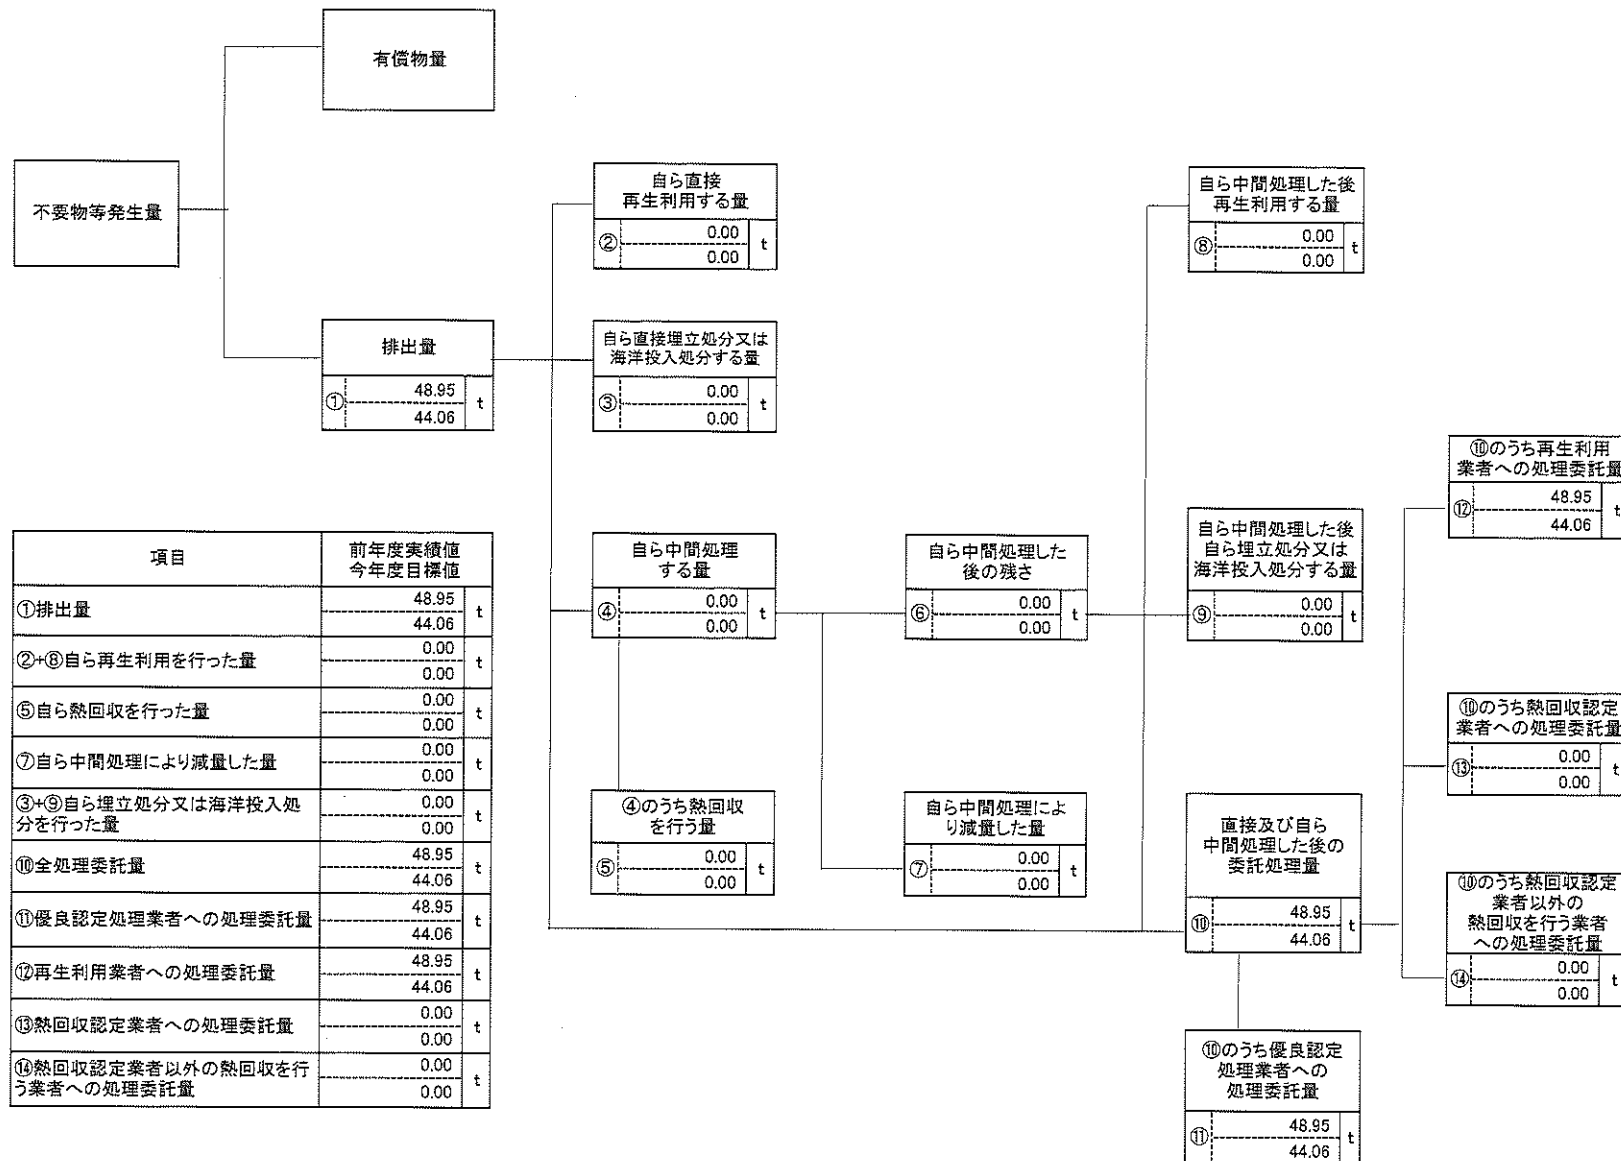 有償物量
不要物等発生量
排出量
①
48.95
44.06
t
自ら直接
再生利用する量
②
0.00
0.00
t
自ら直接埋立処分又は
海洋投入処分する量
③
0.00
0.00
t
自ら中間処理
する量
④
0.00
0.00
t
④のうち熱回収
を行う量
⑤
0.00
0.00
t
自ら中間処理した
後の残さ
⑥
0.00
0.00
t
自ら中間処理によ
り減量した量
⑦
0.00
0.00
t
自ら中間処理した後
再生利用する量
⑧
0.00
0.00
t
自ら中間処理した後
自ら埋立処分又は
海洋投入処分する量
⑨
0.00
0.00
t
直接及び自ら
中間処理した後の
委託処理量
⑩
48.95
44.06
t
⑩のうち優良認定
処理業者への
処理委託量
⑪
48.95
44.06
t
⑩のうち再生利用
業者への処理委託量
⑫
48.95
44.06
t
⑩のうち熱回収認定
業者への処理委託量
⑬
0.00
0.00
t
⑩のうち熱回収認定
業者以外の
熱回収を行う業者
への処理委託量
⑭
0.00
0.00
t
項目
前年度実績値
今年度目標値
①排出量
48.95
44.06
t
②+⑧自ら再生利用を行った量
0.00
0.00
t
⑤自ら熱回収を行った量
0.00
0.00
t
⑦自ら中間処理により減量した量
0.00
0.00
t
③+⑨自ら埋立処分又は海洋投入処
分を行った量
0.00
0.00
t
⑩全処理委託量
48.95
44.06
t
⑪優良認定処理業者への処理委託量
48.95
44.06
t
⑫再生利用業者への処理委託量
48.95
44.06
t
⑬熱回収認定業者への処理委託量
0.00
0.00
t
⑭熱回収認定業者以外の熱回収を行
う業者への処理委託量
0.00
0.00
t